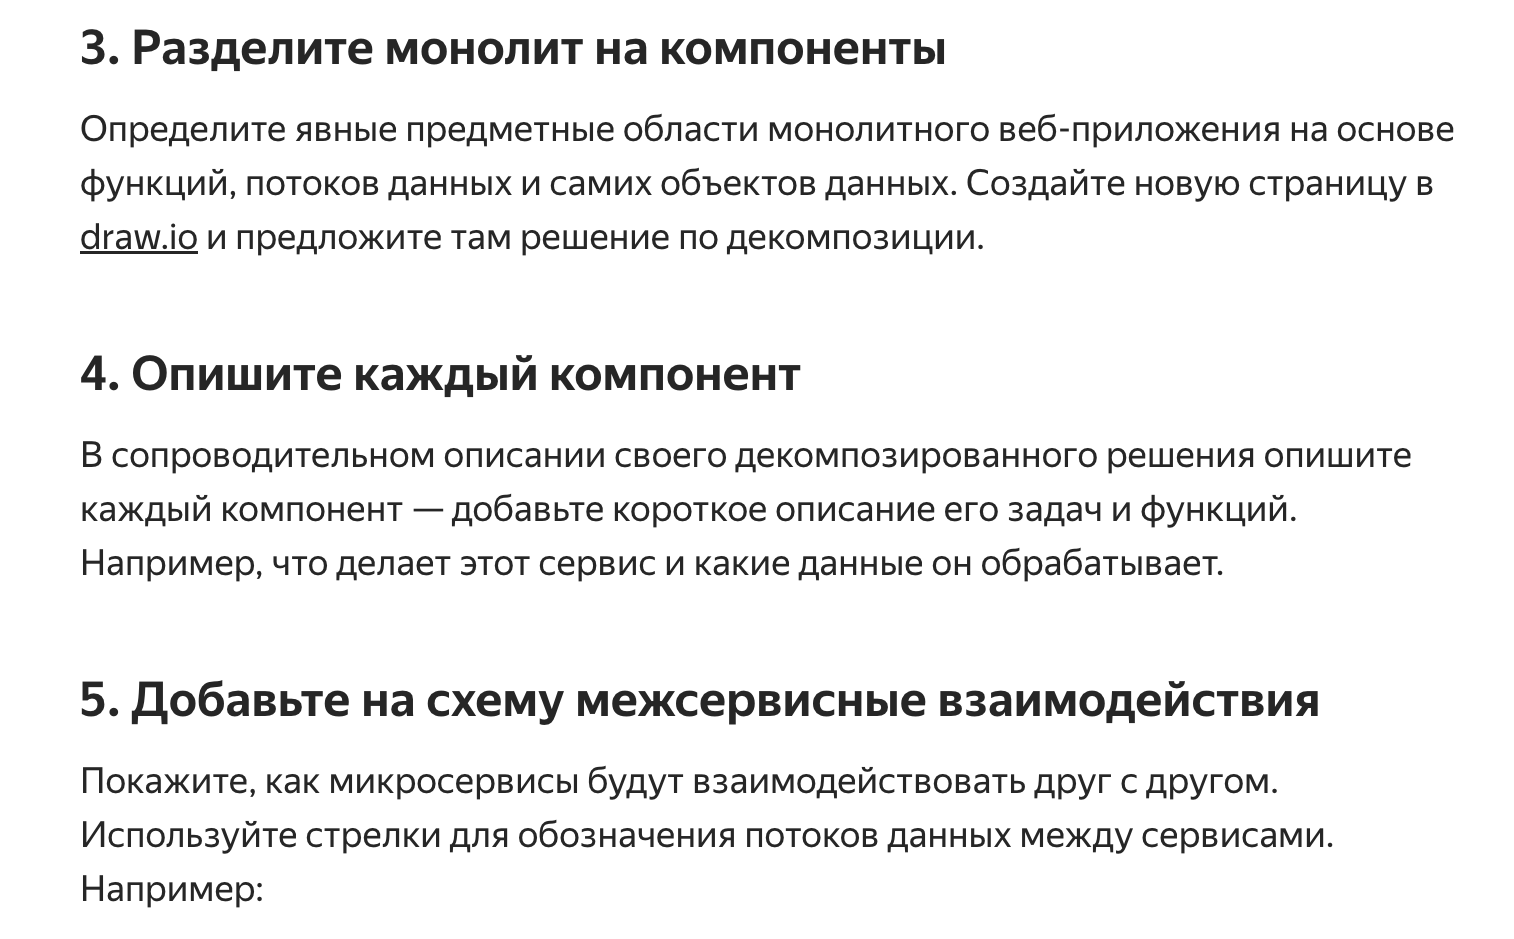 3. Разделите монолит на компоненты
Определите явные предметные области монолитного веб-приложения на основе
функций, потоков данных и самих объектов данных. Создайте новую страницу в
draw.io и предложите там решение по декомпозиции.
4. Опишите каждый компонент
В сопроводительном описании своего декомпозированного решения опишите
каждый компонент — добавьте короткое описание его задач и функций.
Например, что делает этот сервис и какие данные он обрабатывает.
5. Добавьте на схему межсервисные взаимодействия
Покажите, как микросервисы будут взаимодействовать друг с другом.
Используйте стрелки для обозначения потоков данных между сервисами.
Например: